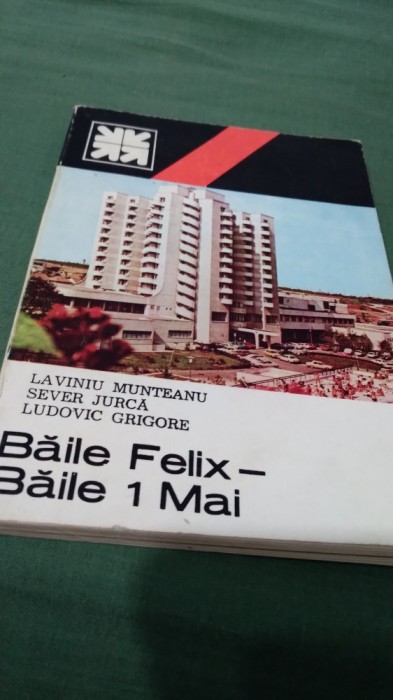 LAVINIU MUNTEANU
SEVER JURCĂ
LUDOVIC GRIGORE
Băile Felix –
Băile 1 Mai